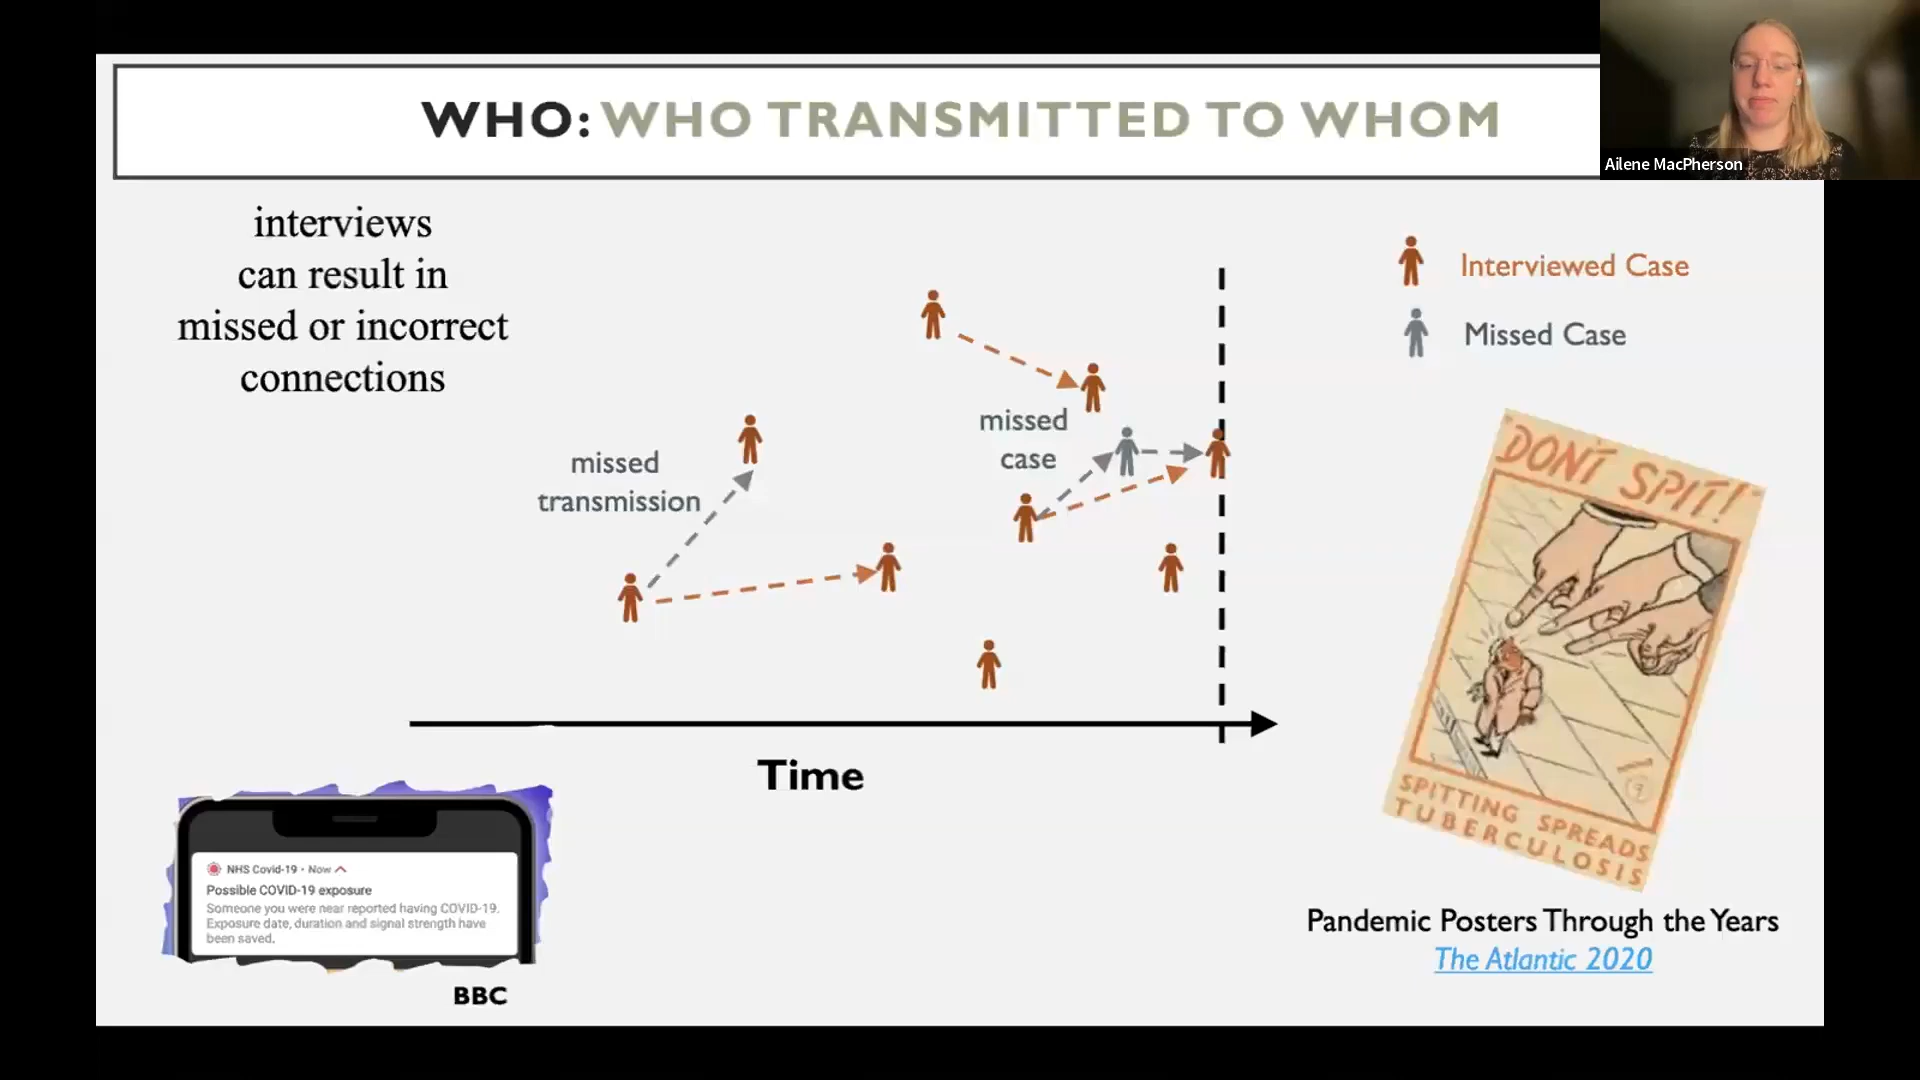 WHO: WHO TRANSMITTED TO WHOM
Ailene MacPherson
interviews
can result in
missed or incorrect
connections
Interviewed Case
Missed Case
missed
case
missed
transmission
Time
"DON'T SPIT!"
SPITTING SPREADS
TUBERCULOSIS
Pandemic Posters Through the Years
The Atlantic 2020
NHS Covid-19 • Now
Possible COVID-19 exposure
Someone you were near reported having COVID-19.
Exposure date, duration and signal strength have
been saved.
BBC